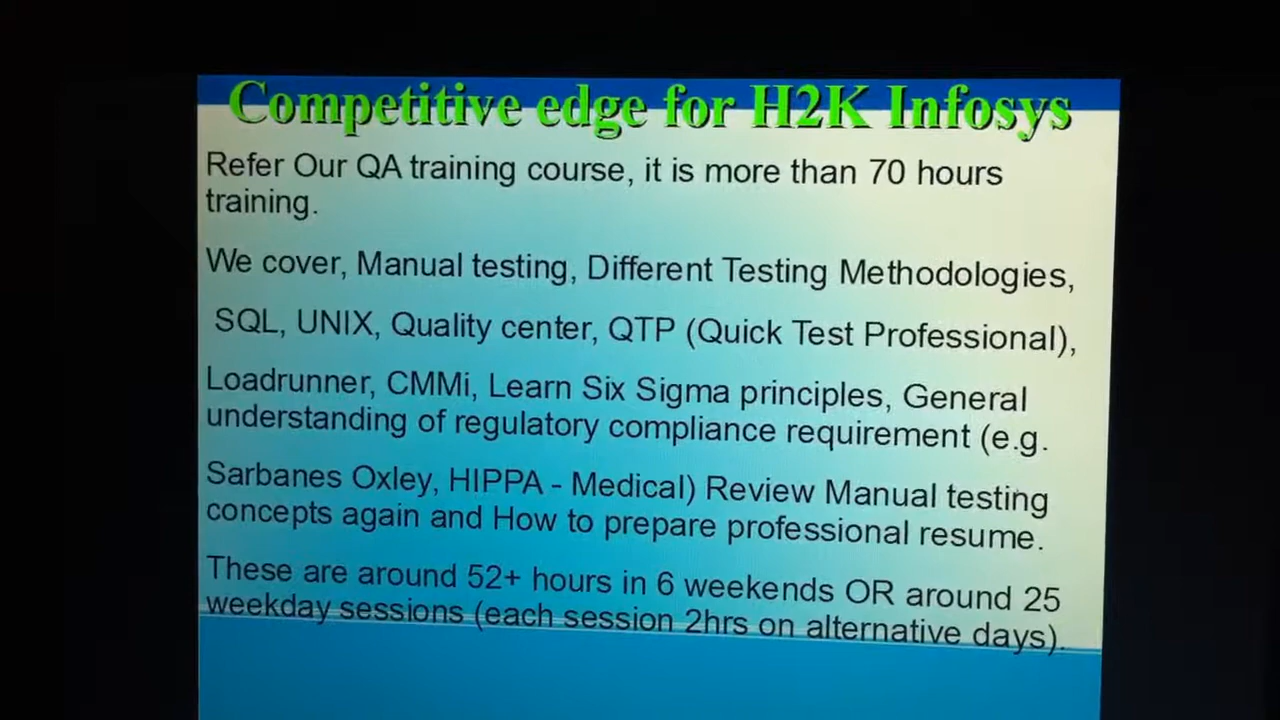 Competitive edge for H2K Infosys
Refer Our QA training course, it is more than 70 hours
training.
We cover, Manual testing, Different Testing Methodologies,
SQL, UNIX, Quality center, QTP (Quick Test Professional),
Loadrunner, CMMi, Learn Six Sigma principles, General
understanding of regulatory compliance requirement (e.g.
Sarbanes Oxley, HIPPA - Medical) Review Manual testing
concepts again and How to prepare professional resume.
These are around 52+ hours in 6 weekends OR around 25
weekday sessions (each session 2hrs on alternative days).